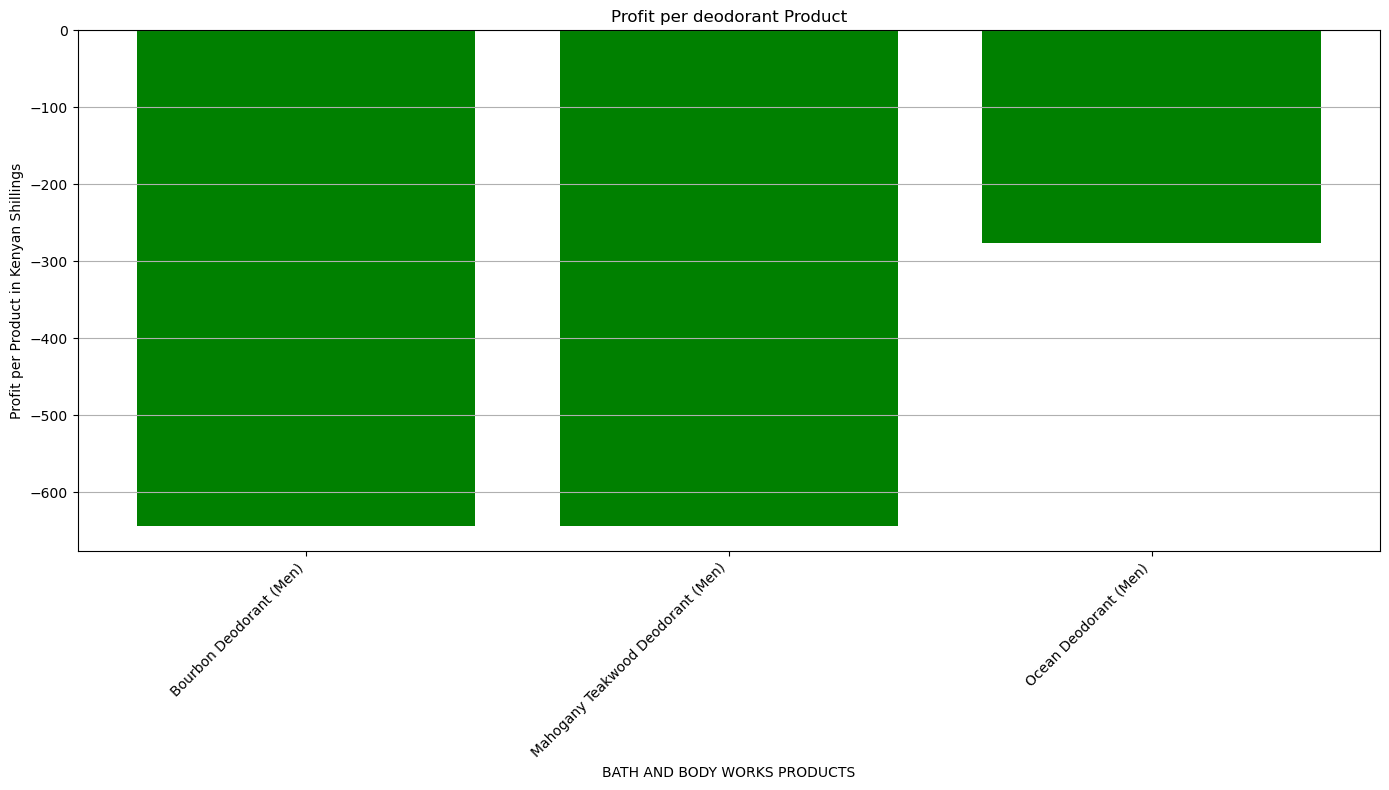 Profit per deodorant Product
Profit per Product in Kenyan Shillings
0
−100
−200
−300
−400
−500
−600
Bourbon Deodorant (Men)
Mahogany Teakwood Deodorant (Men)
Ocean Deodorant (Men)
BATH AND BODY WORKS PRODUCTS